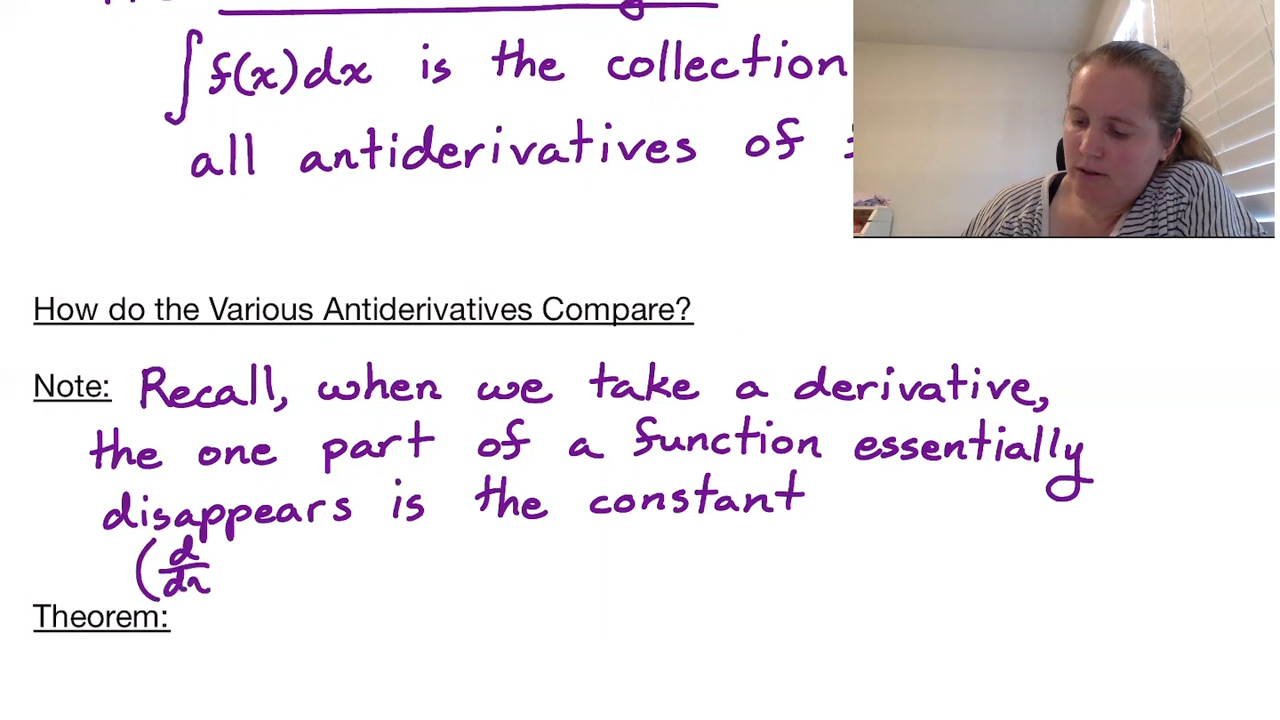 ∫f(x)dx is the collection
all antiderivatives of
How do the Various Antiderivatives Compare?
Note: Recall, when we take a derivative,
the one part of a function essentially
disappears is the constant
(d/dx
Theorem: